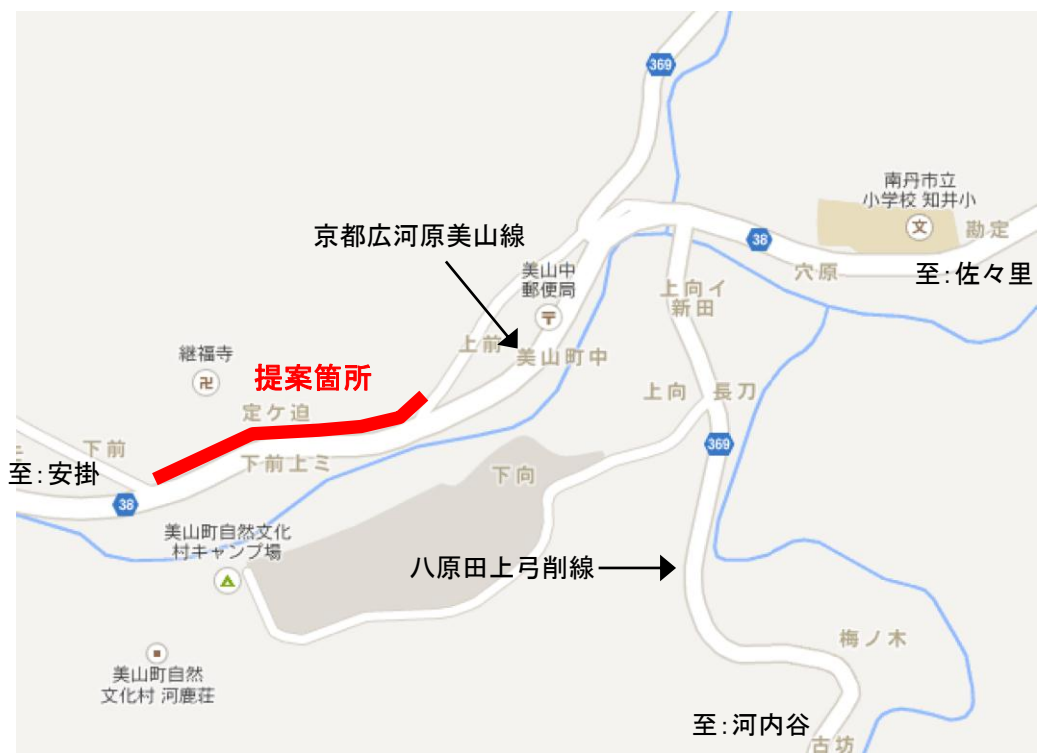 369
南丹市立
小学校 知井小
勘定
38
京都広河原美山線
穴原
至：佐々里
美山中
郵便局
上向イ
新田
上前
美山町中
継福寺
提案箇所
定ケ迫
上向
長刀
下前
下前上ミ
369
至：安掛
下向
38
美山町自然文化
村キャンプ場
八原田上弓削線
梅ノ木
美山町自然
文化村 河鹿荘
至：河内谷
古坊